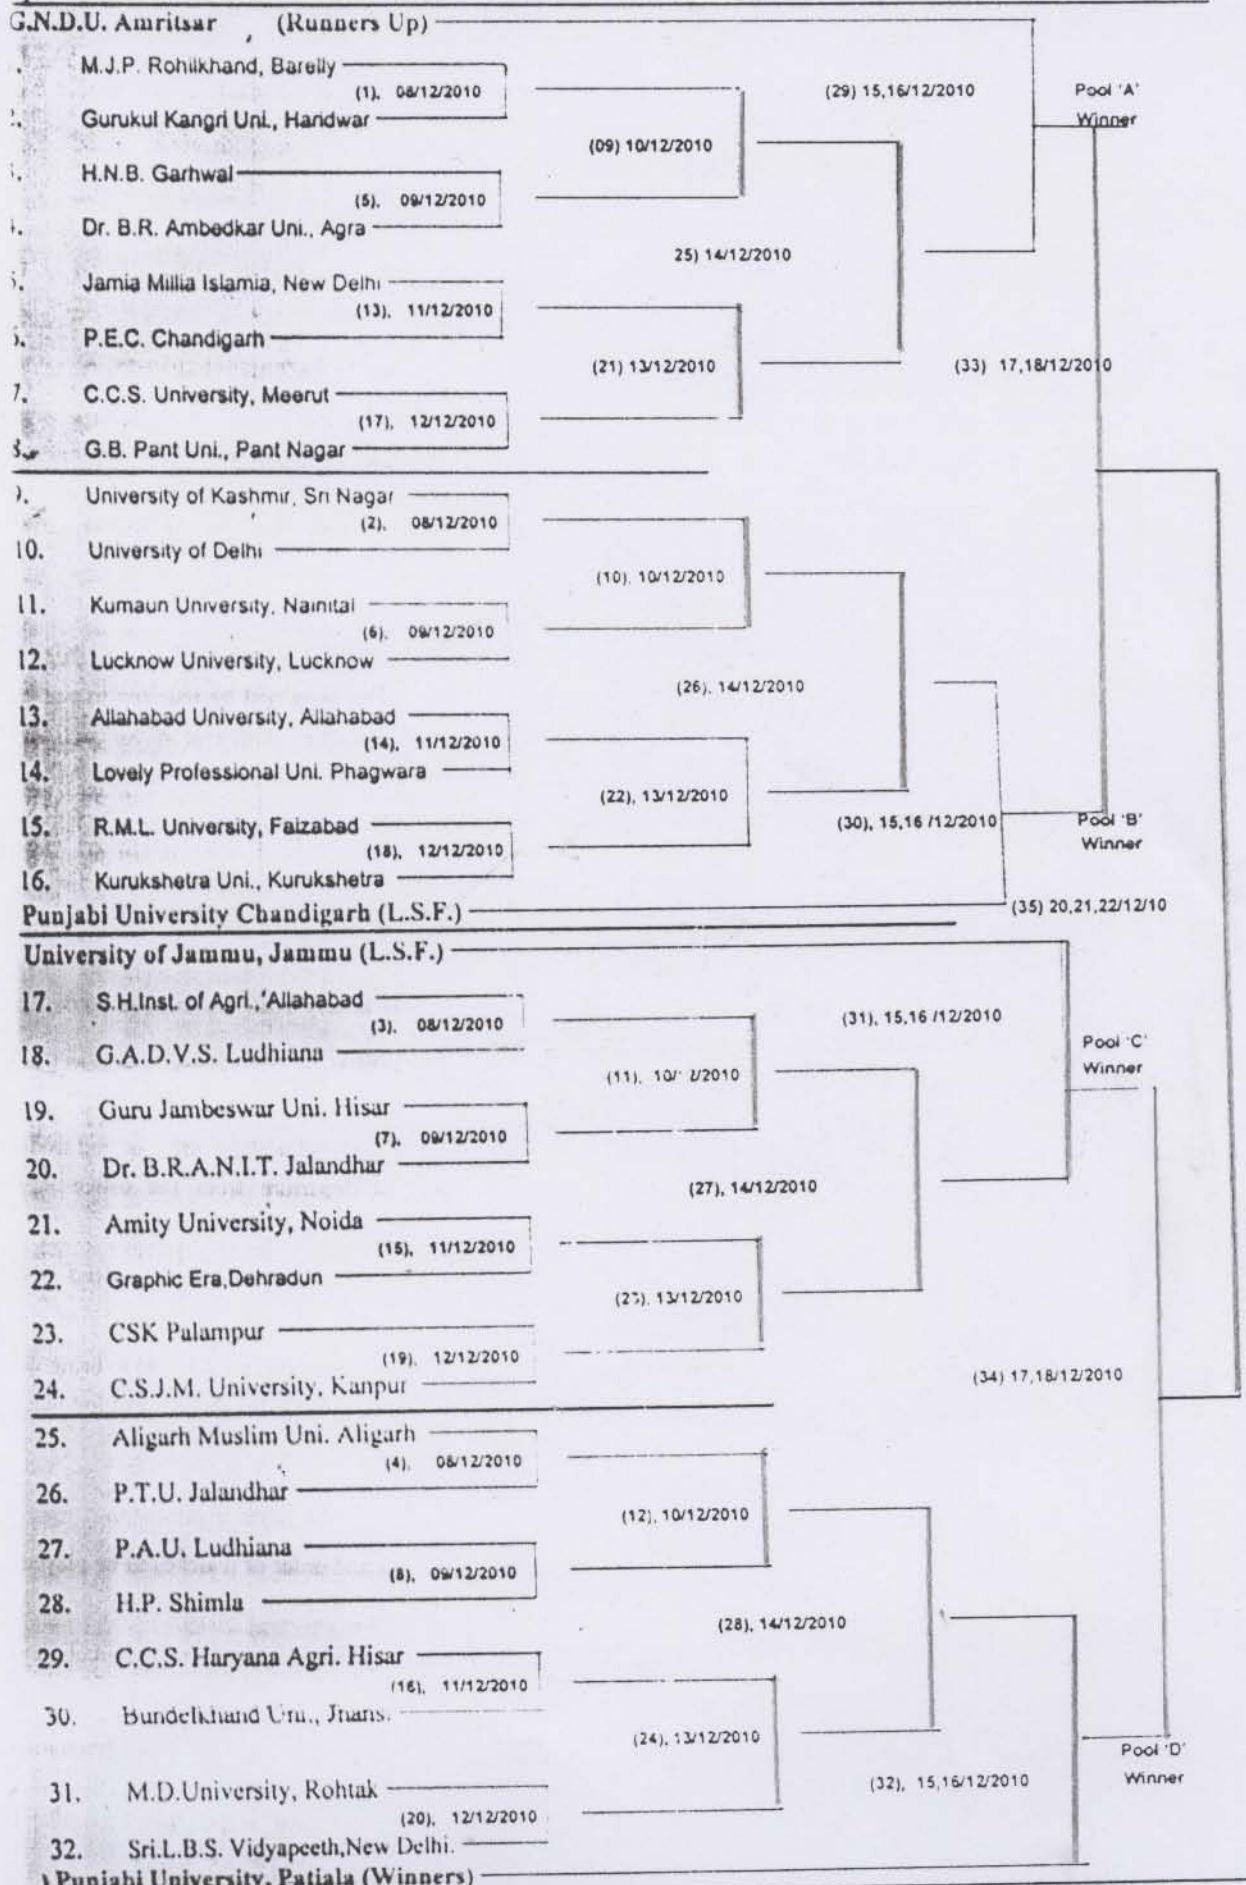 G.N.D.U. Amritsar (Runners Up)
M.J.P. Rohilkhand, Barelly
(1), 08/12/2010
Gurukul Kangri Uni., Haridwar
(29) 15,16/12/2010
Pool 'A'
Winner
(09) 10/12/2010
H.N.B. Garhwal
(5), 09/12/2010
Dr. B.R. Ambedkar Uni., Agra
25) 14/12/2010
Jamia Millia Islamia, New Delhi
(13), 11/12/2010
P.E.C. Chandigarh
(21) 13/12/2010
(33) 17,18/12/2010
7. C.C.S. University, Meerut
(17), 12/12/2010
8. G.B. Pant Uni., Pant Nagar
9. University of Kashmir, Sri Nagar
(2), 08/12/2010
10. University of Delhi
(10), 10/12/2010
11. Kumaun University, Nainital
(6), 09/12/2010
12. Lucknow University, Lucknow
(26), 14/12/2010
13. Allahabad University, Allahabad
(14), 11/12/2010
14. Lovely Professional Uni. Phagwara
(22), 13/12/2010
15. R.M.L. University, Faizabad
(30), 15,16 /12/2010
Pool 'B'
Winner
(18), 12/12/2010
16. Kurukshetra Uni., Kurukshetra
Punjabi University Chandigarh (L.S.F.)
(35) 20,21,22/12/10
University of Jammu, Jammu (L.S.F.)
17. S.H.Inst. of Agri.,'Allahabad
(3), 08/12/2010
(31), 15,16 /12/2010
18. G.A.D.V.S. Ludhiana
Pool 'C'
Winner
(11), 10/ 2/2010
19. Guru Jambeswar Uni. Hisar
(7), 09/12/2010
20. Dr. B.R.A.N.I.T. Jalandhar
(27), 14/12/2010
21. Amity University, Noida
(15), 11/12/2010
22. Graphic Era,Dehradun
(23), 13/12/2010
23. CSK Palampur
(19), 12/12/2010
(34) 17,18/12/2010
24. C.S.J.M. University, Kanpur
25. Aligarh Muslim Uni. Aligarh
(4), 08/12/2010
26. P.T.U. Jalandhar
(12), 10/12/2010
27. P.A.U. Ludhiana
(8), 09/12/2010
28. H.P. Shimla
(28), 14/12/2010
29. C.C.S. Haryana Agri. Hisar
(16), 11/12/2010
30. Bundelkhand Uni., Jhans.
(24), 13/12/2010
Pool 'D'
Winner
31. M.D.University, Rohtak
(32), 15,16/12/2010
(20), 12/12/2010
32. Sri.L.B.S. Vidyapeeth,New Delhi.
Punjabi University, Patiala (Winners)